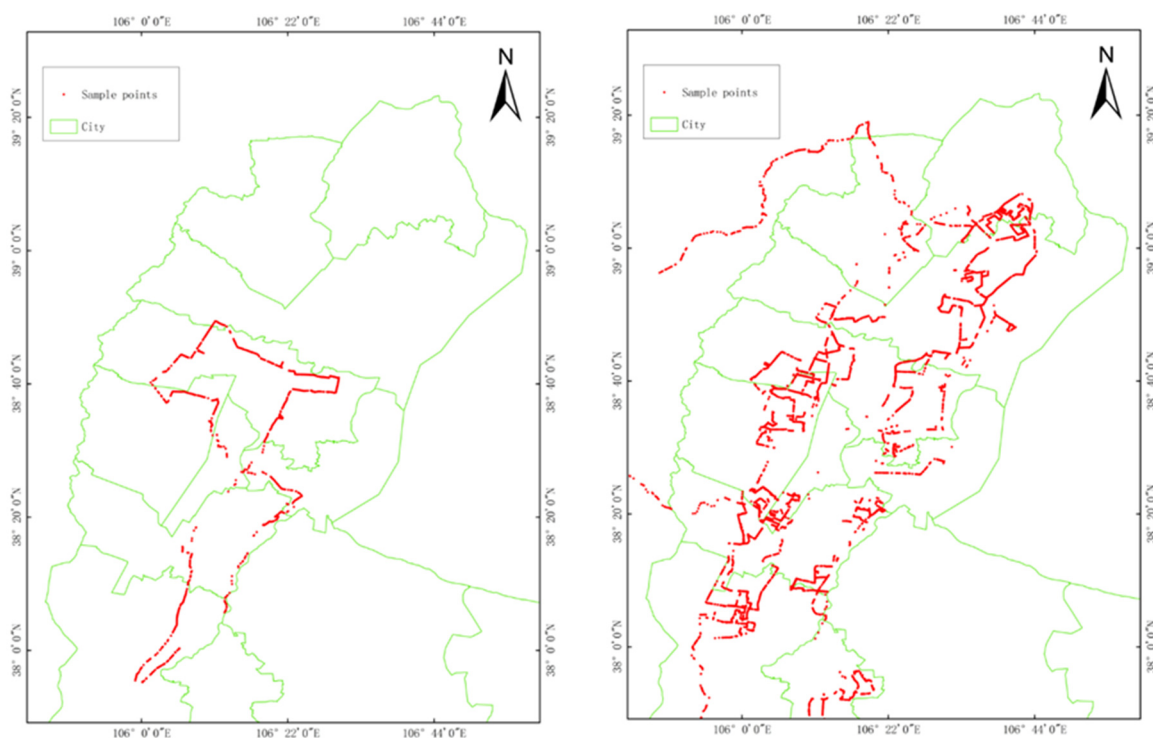 106° 0′0″E 106° 22′0″E 106° 44′0″E
N
Sample points
City
39° 20′0″N
39° 0′0″N
38° 40′0″N
38° 20′0″N
38° 0′0″N
39° 20′0″N
39° 0′0″N
38° 40′0″N
38° 20′0″N
38° 0′0″N
106° 0′0″E 106° 22′0″E 106° 44′0″E
106° 0′0″E 106° 22′0″E 106° 44′0″E
N
Sample points
City
39° 20′0″N
39° 0′0″N
38° 40′0″N
38° 20′0″N
38° 0′0″N
39° 20′0″N
39° 0′0″N
38° 40′0″N
38° 20′0″N
38° 0′0″N
106° 0′0″E 106° 22′0″E 106° 44′0″E